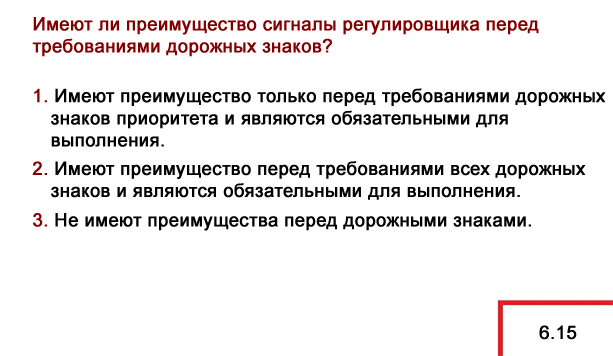 Имеют ли преимущество сигналы регулировщика перед
требованиями дорожных знаков?
1. Имеют преимущество только перед требованиями дорожных
знаков приоритета и являются обязательными для
выполнения.
2. Имеют преимущество перед требованиями всех дорожных
знаков и являются обязательными для выполнения.
3. Не имеют преимущества перед дорожными знаками.
6.15